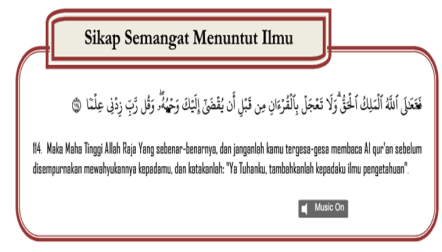 Sikap Semangat Menuntut Ilmu
فَتَعَٰلَى ٱللَّهُ ٱلْمَلِكُ ٱلْحَقُّ ۗ وَلَا تَعْجَلْ بِٱلْقُرْءَانِ مِن قَبْلِ أَن يُقْضَىٰٓ إِلَيْكَ وَحْيُهُۥ ۖ وَقُل رَّبِّ زِدْنِى عِلْمًا ﴿١١٤﴾
114. Maka Maha Tinggi Allah Raja Yang sebenar-benarnya, dan janganlah kamu tergesa-gesa membaca Al qur'an sebelum
disempurnakan mewahyukannya kepadamu, dan katakanlah: "Ya Tuhanku, tambahkanlah kepadaku ilmu pengetahuan".
Music On